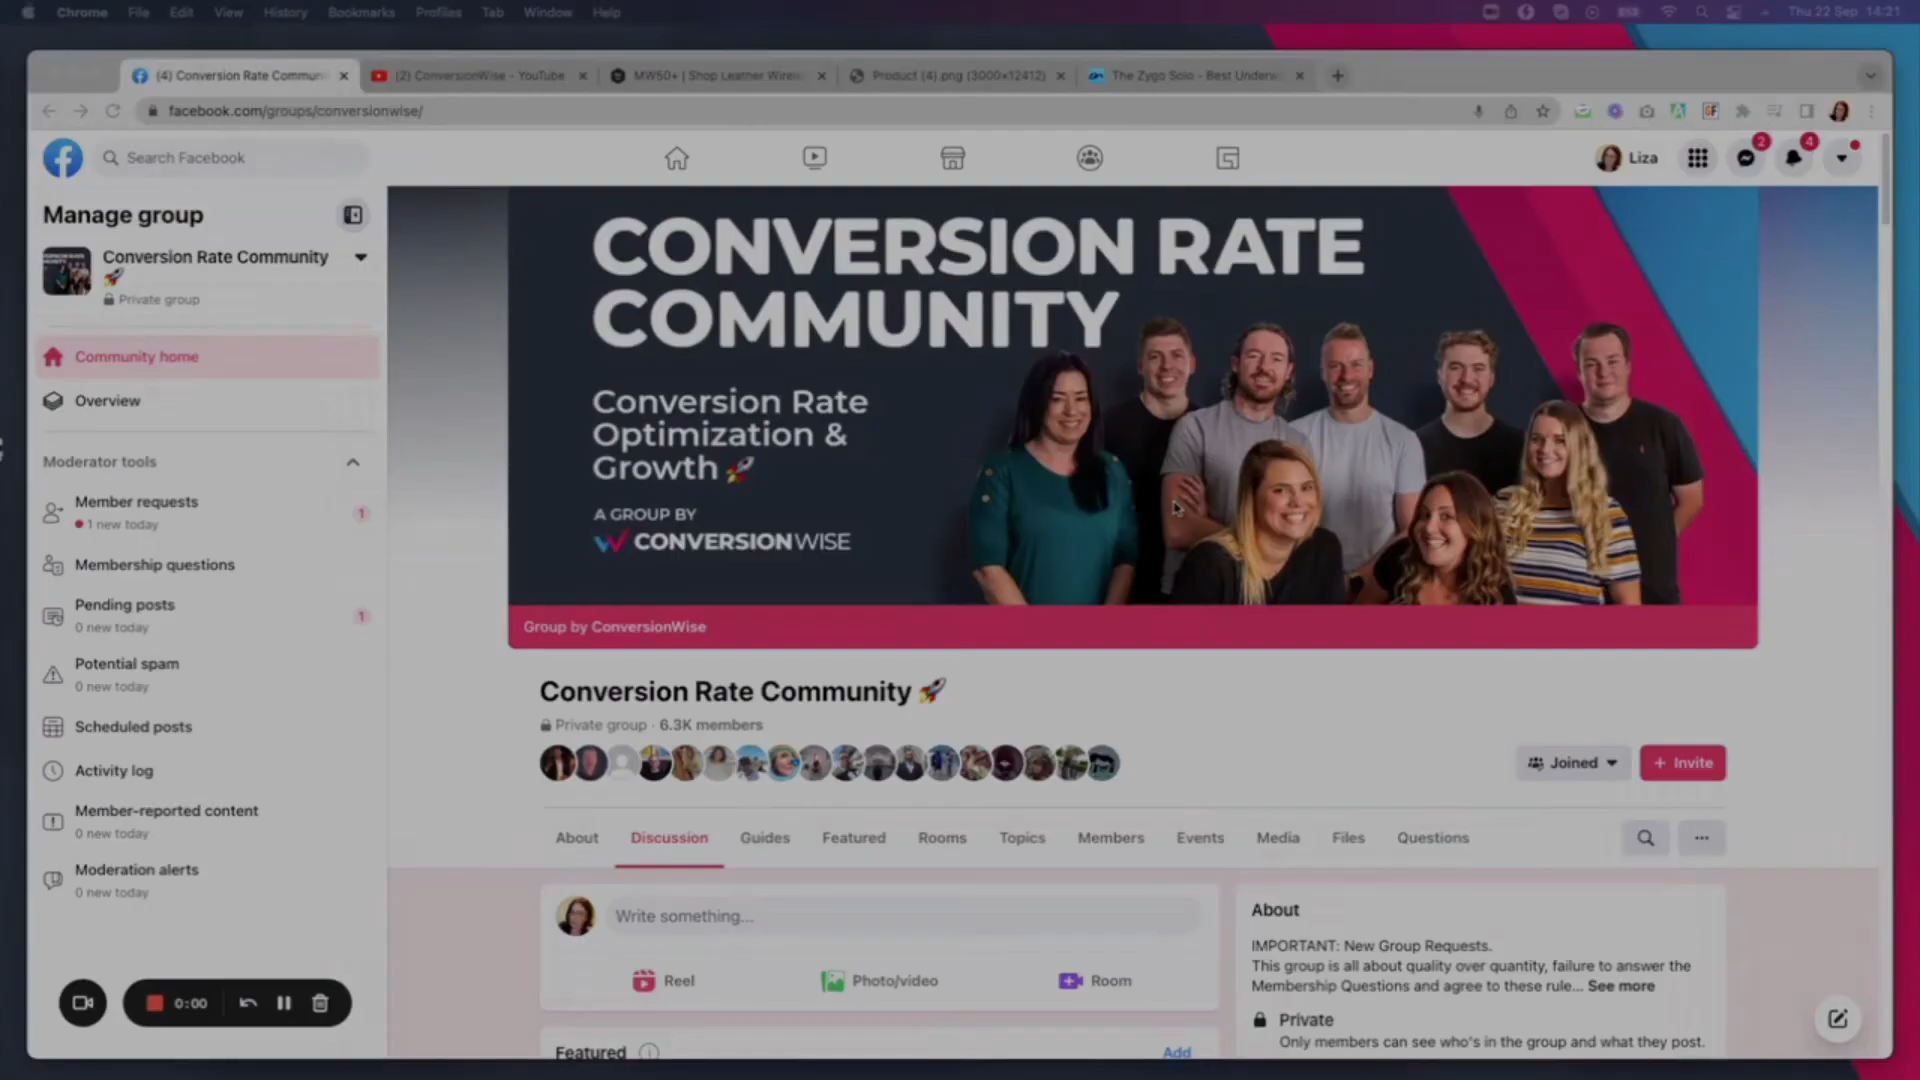 Chrome File Edit View History Bookmarks Profiles Tab Window Help
Thu 22 Sep 14:21
(4) Conversion Rate Commun
(2) ConversionWise - YouTube
MW50+ | Shop Leather Wirel
Product (4).png (3000×12412)
The Zygo Solo - Best Underw
facebook.com/groups/conversionwise/
Search Facebook
Liza
2
4
Manage group
Conversion Rate Community
Private group
Community home
Overview
Moderator tools
Member requests
1 new today
1
Membership questions
Pending posts
0 new today
1
Potential spam
0 new today
Scheduled posts
Activity log
Member-reported content
0 new today
Moderation alerts
0 new today
0:00
CONVERSION RATE
COMMUNITY
Conversion Rate
Optimization &
Growth
A GROUP BY
CONVERSIONWISE
Group by ConversionWise
Conversion Rate Community
Private group · 6.3K members
Joined
+ Invite
About Discussion Guides Featured Rooms Topics Members Events Media Files Questions
Write something...
Reel
Photo/video
Room
Featured
Add
About
IMPORTANT: New Group Requests.
This group is all about quality over quantity, failure to answer the
Membership Questions and agree to these rule... See more
Private
Only members can see who's in the group and what they post.